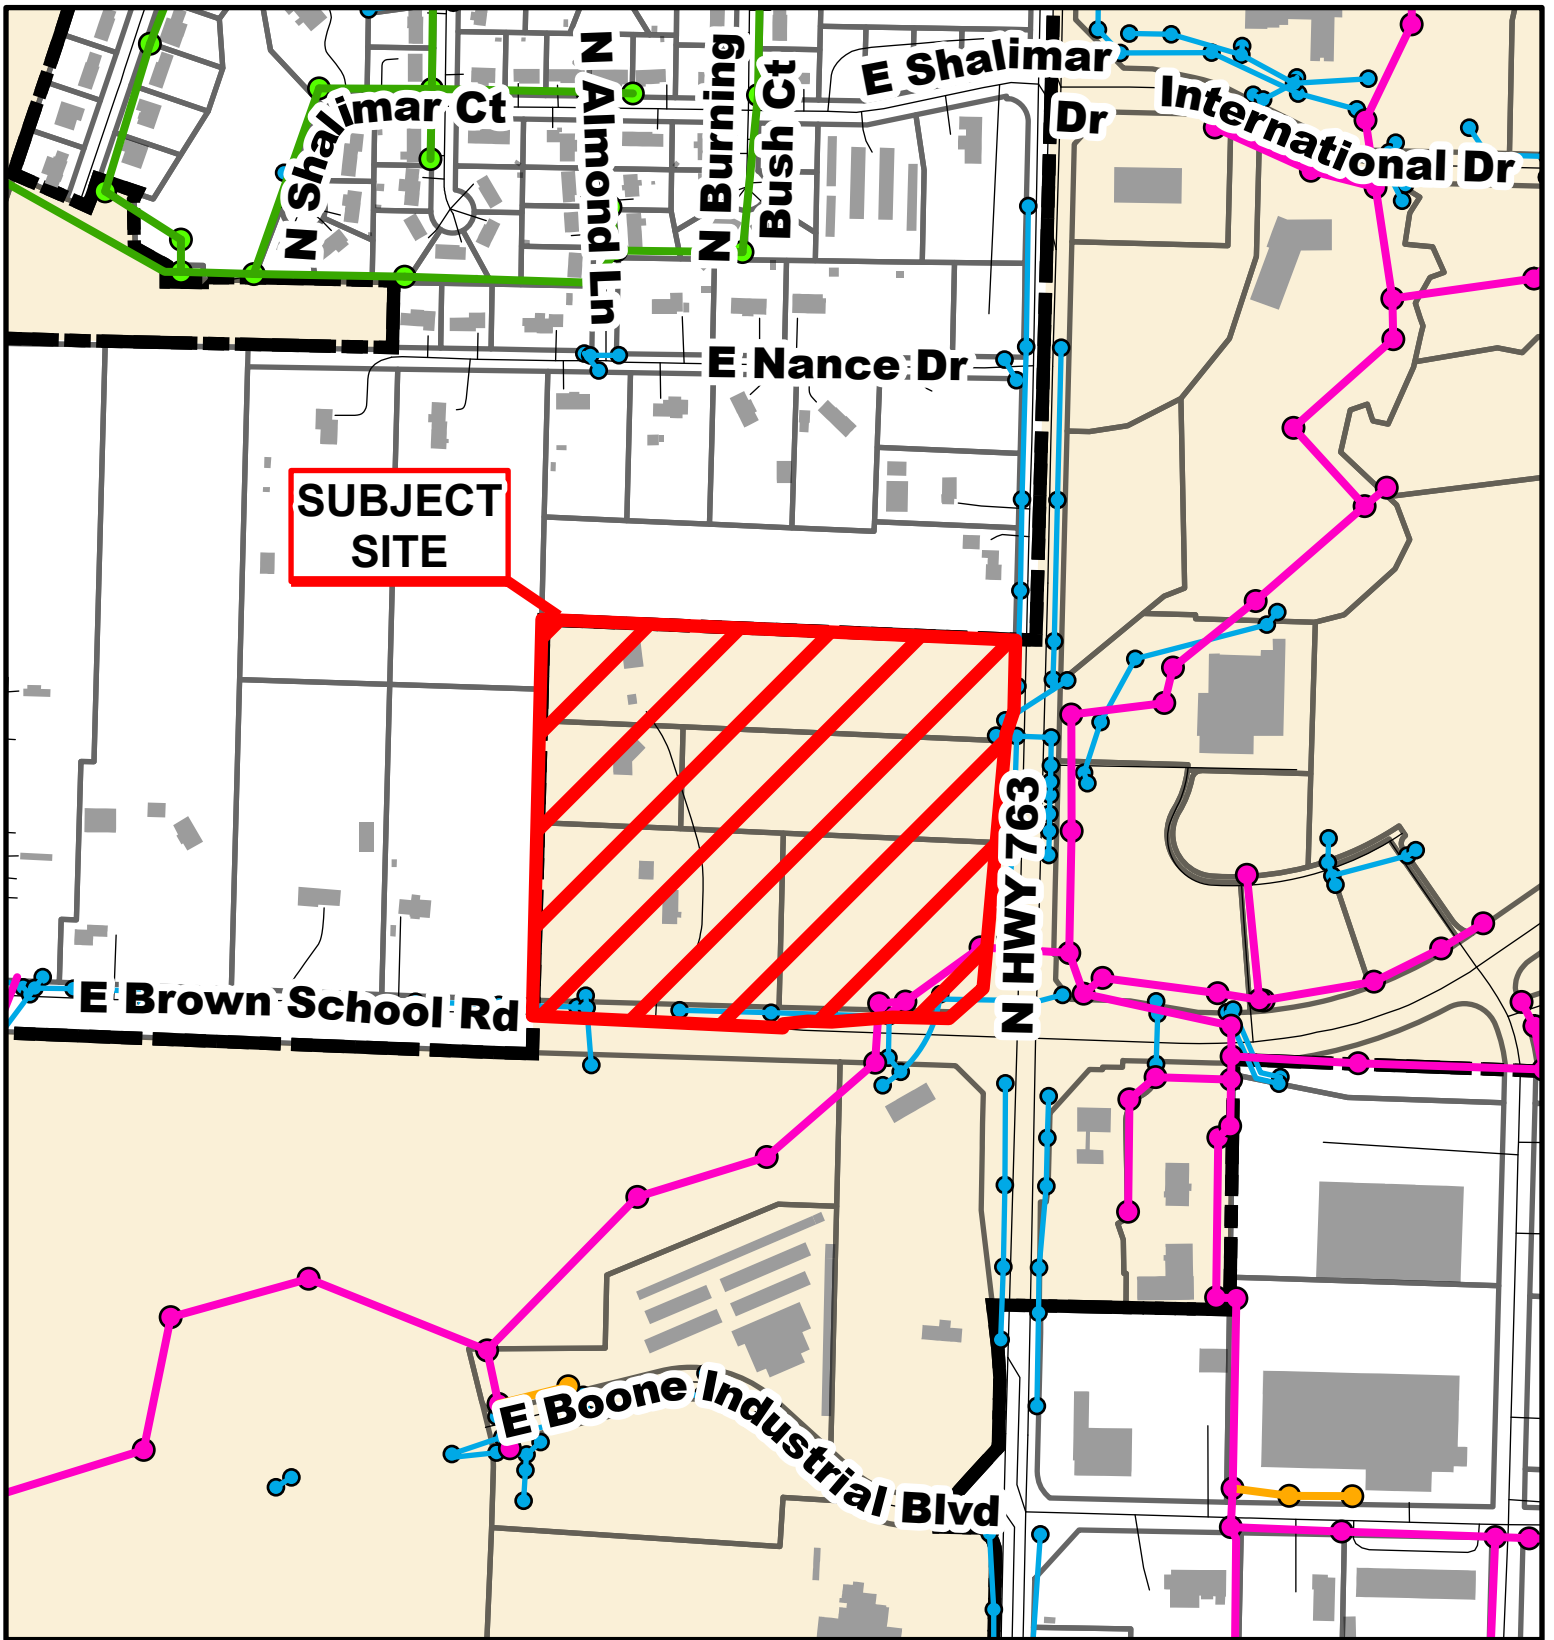 E Shalimar
Dr
International Dr
N Shalimar Ct
N Almond Ln
N Burning
Bush Ct
E Nance Dr
SUBJECT
SITE
N HWY 763
E Brown School Rd
E Boone Industrial Blvd